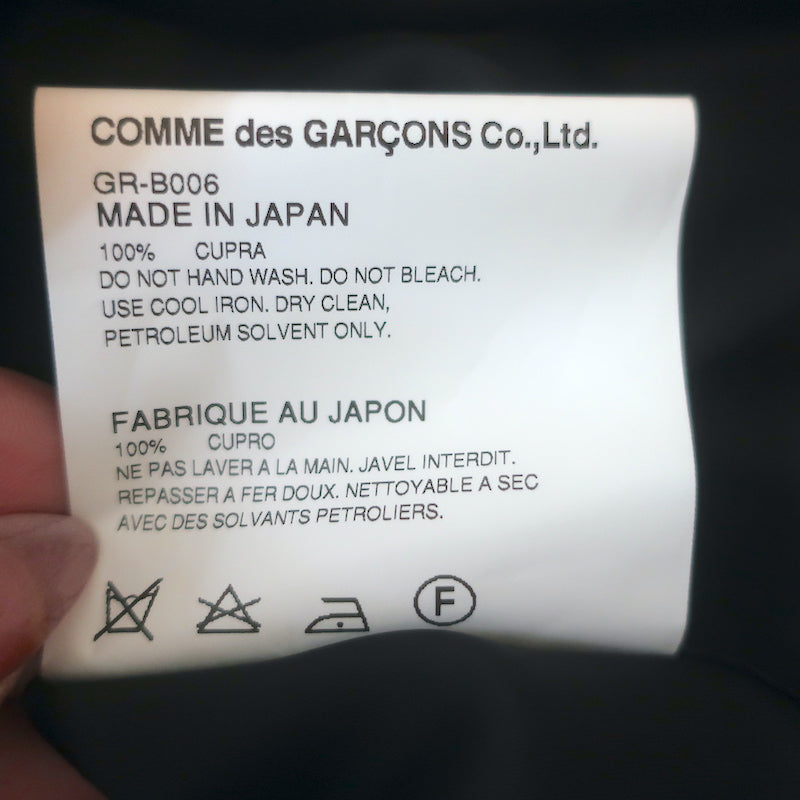 COMME des GARÇONS Co.,Ltd.
GR-B006
MADE IN JAPAN
100% CUPRA
DO NOT HAND WASH. DO NOT BLEACH.
USE COOL IRON. DRY CLEAN,
PETROLEUM SOLVENT ONLY.
FABRIQUE AU JAPON
100% CUPRO
NE PAS LAVER A LA MAIN. JAVEL INTERDIT.
REPASSER A FER DOUX. NETTOYABLE A SEC
AVEC DES SOLVANTS PETROLIERS.
F